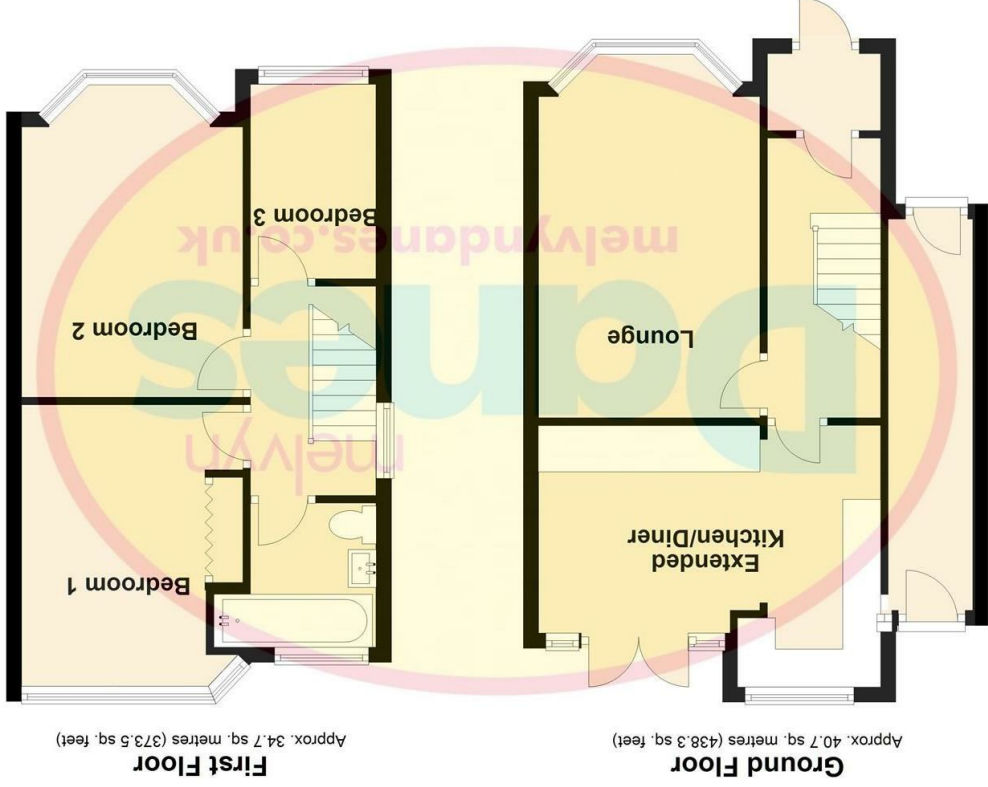 Ground Floor
Approx. 40.7 sq. metres (438.3 sq. feet)
Extended
Kitchen/Diner
Lounge
First Floor
Approx. 34.7 sq. metres (373.5 sq. feet)
Bedroom 1
Bedroom 2
Bedroom 3
melvyn
Danes
melvyndanes.co.uk